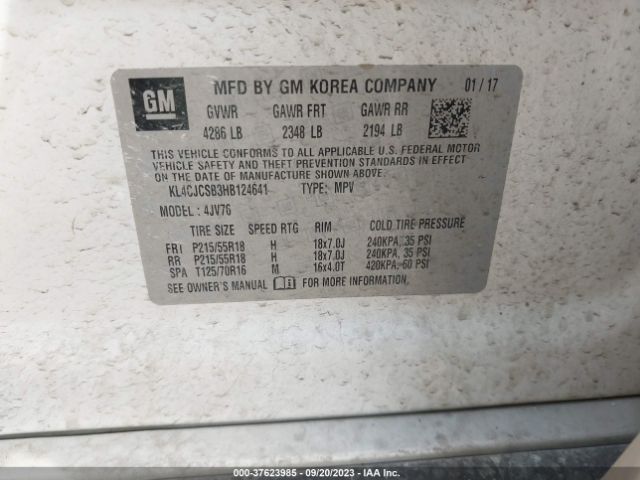 GM
MFD BY GM KOREA COMPANY 01/17
GVWR GAWR FRT GAWR RR
4286 LB 2348 LB 2194 LB
THIS VEHICLE CONFORMS TO ALL APPLICABLE U.S. FEDERAL MOTOR
VEHICLE SAFETY AND THEFT PREVENTION STANDARDS IN EFFECT
ON THE DATE OF MANUFACTURE SHOWN ABOVE.
KL4CJCSB3HB124641 TYPE: MPV
MODEL: 4JV76
TIRE SIZE SPEED RTG RIM COLD TIRE PRESSURE
FRT P215/55R18 H 18x7.0J 240KPA, 35 PSI
RR P215/55R18 H 18x7.0J 240KPA, 35 PSI
SPA T125/70R16 M 16x4.0T 420KPA, 60 PSI
SEE OWNER'S MANUAL FOR MORE INFORMATION.
000-37623985 - 09/20/2023 - IAA Inc.